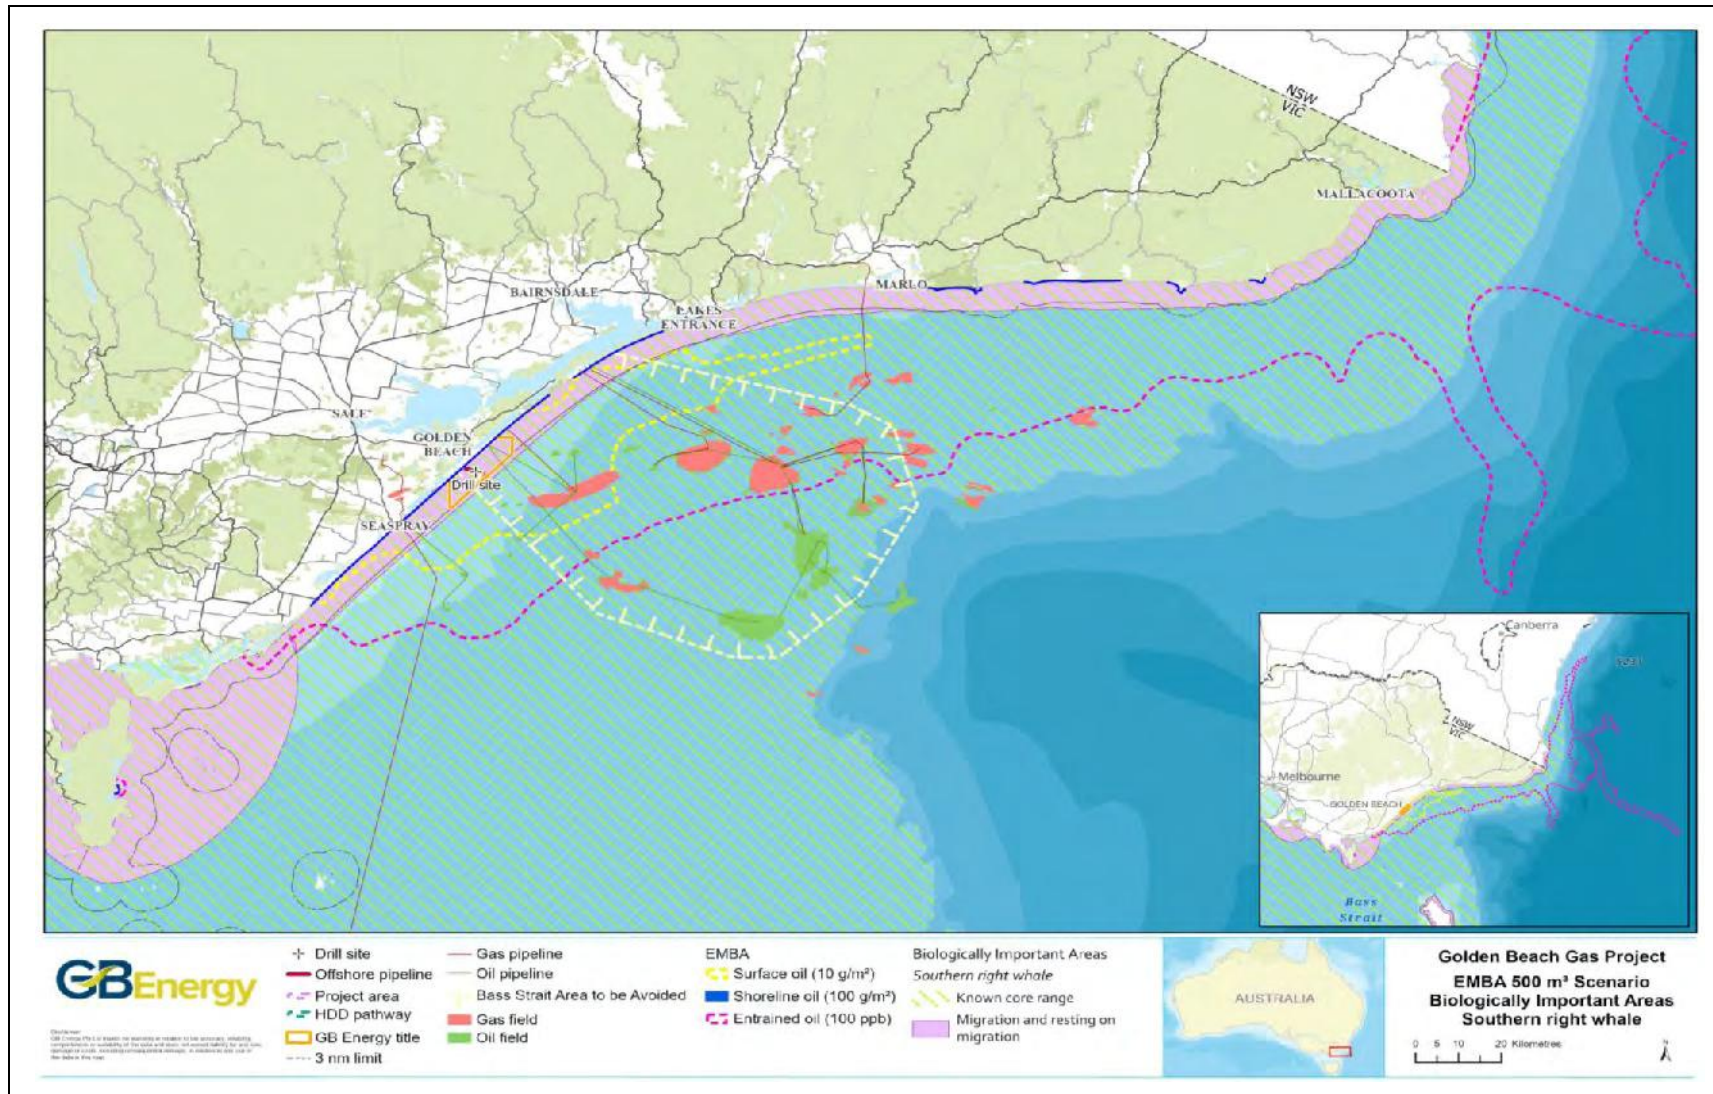 NSW
VIC
MALLACOOTA
BAIRNSDALE
MARLO
LAKES
ENTRANCE
SALE
GOLDEN
BEACH
Drill site
SEASPRAY
Canberra
NSW
VIC
Melbourne
GOLDEN BEACH
Bass
Strait
GBEnergy
Drill site
Offshore pipeline
Project area
HDD pathway
GB Energy title
3 nm limit
Gas pipeline
Oil pipeline
Bass Strait Area to be Avoided
Gas field
Oil field
EMBA
Surface oil (10 g/m²)
Shoreline oil (100 g/m²)
Entrained oil (100 ppb)
Biologically Important Areas
Southern right whale
Known core range
Migration and resting on
migration
AUSTRALIA
Golden Beach Gas Project
EMBA 500 m³ Scenario
Biologically Important Areas
Southern right whale
0 5 10 20 Kilometres
N